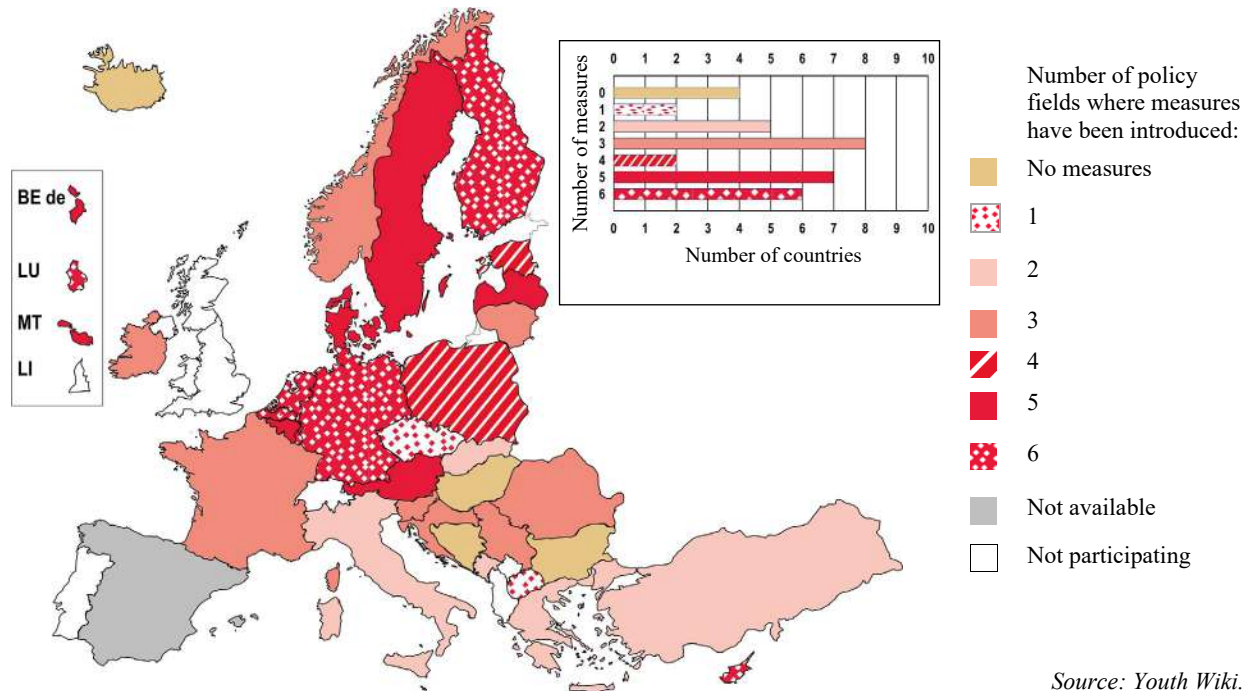 0 1 2 3 4 5 6 7 8 9 10
Number of measures
0
1
2
3
4
5
6
0 1 2 3 4 5 6 7 8 9 10
Number of countries
BE de
LU
MT
LI
Number of policy
fields where measures
have been introduced:
No measures
1
2
3
4
5
6
Not available
Not participating
Source: Youth Wiki.